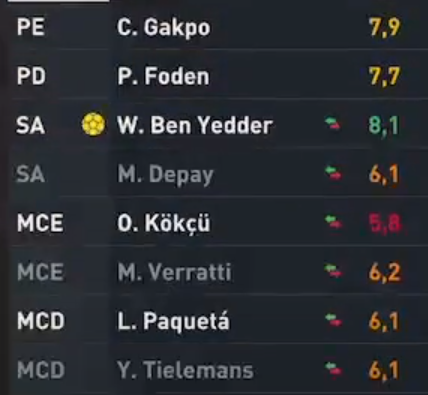 PE C. Gakpo 7,9
PD P. Foden 7,7
SA W. Ben Yedder 8,1
SA M. Depay 6,1
MCE O. Kökçü 5,8
MCE M. Verratti 6,2
MCD L. Paquetá 6,1
MCD Y. Tielemans 6,1